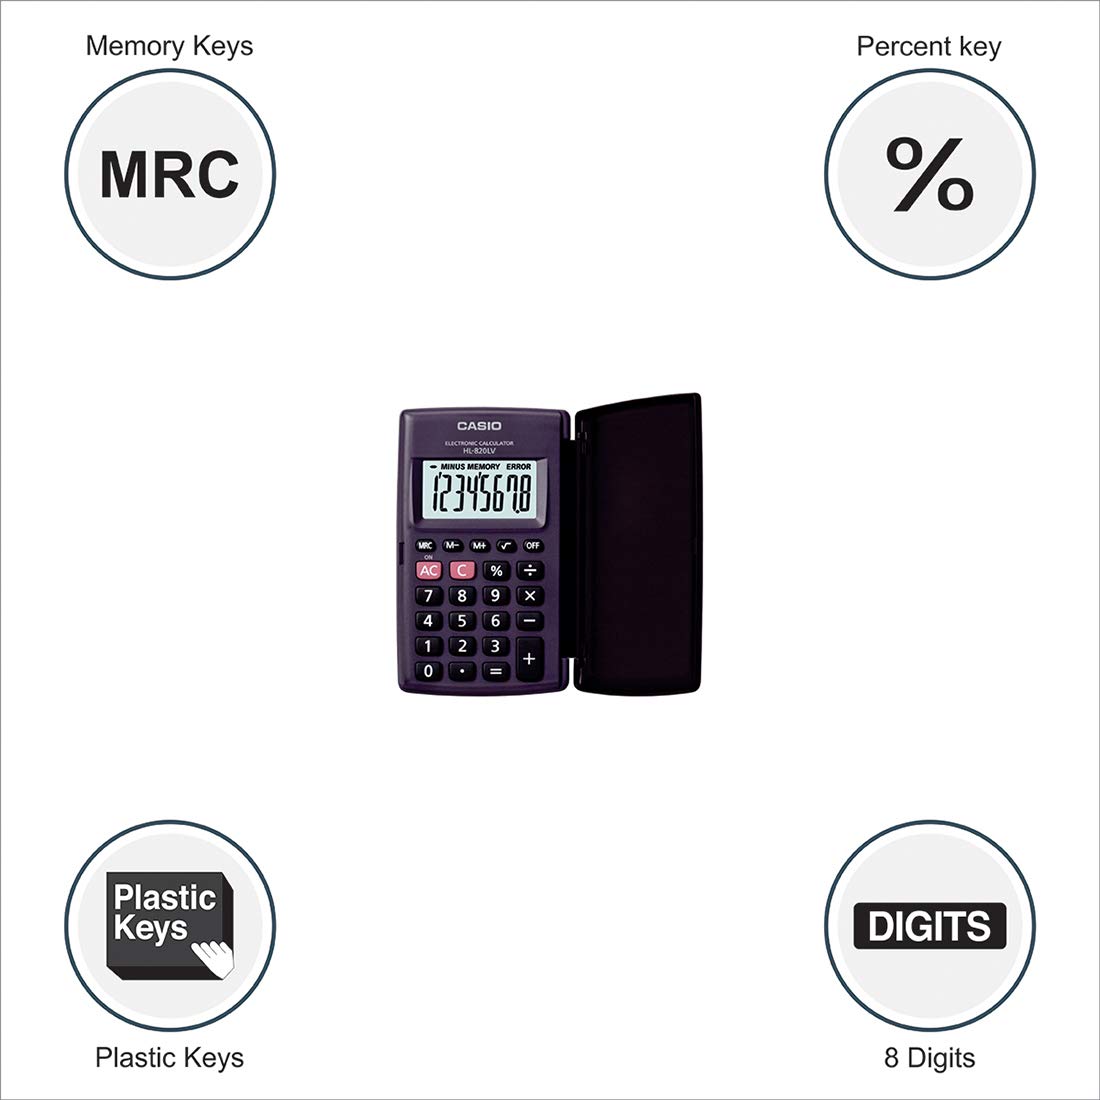 Memory Keys
Percent key
MRC
%
CASIO
ELECTRONIC CALCULATOR
HL-820LV
MINUS MEMORY ERROR
12345678
MRC M− M+ √ OFF
ON
AC C % ÷
7 8 9 ×
4 5 6 −
1 2 3
+
0 · =
Plastic
Keys
DIGITS
Plastic Keys
8 Digits